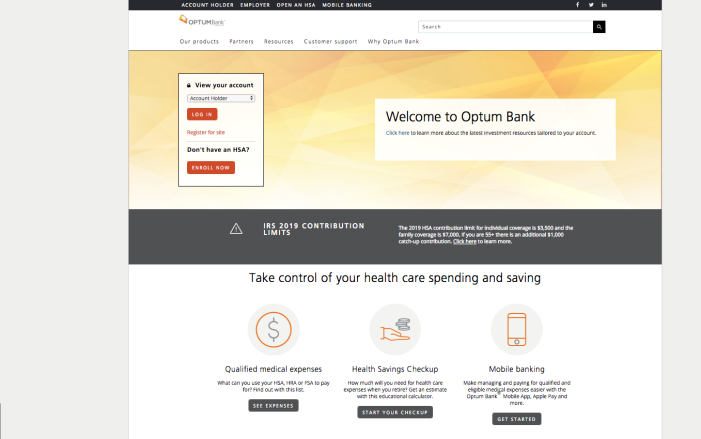 ACCOUNT HOLDER EMPLOYER OPEN AN HSA MOBILE BANKING
OPTUMBank
Search
Our products Partners Resources Customer support Why Optum Bank
View your account
Account Holder
LOG IN
Register for site
Don't have an HSA?
ENROLL NOW
Welcome to Optum Bank
Click here to learn more about the latest investment resources tailored to your account.
IRS 2019 CONTRIBUTION
LIMITS
The 2019 HSA contribution limit for individual coverage is $3,500 and the
family coverage is $7,000. If you are 55+ there is an additional $1,000
catch-up contribution. Click here to learn more.
Take control of your health care spending and saving
Qualified medical expenses
What can you use your HSA, HRA or FSA to pay
for? Find out with this list.
SEE EXPENSES
Health Savings Checkup
How much will you need for health care
expenses when you retire? Get an estimate
with this educational calculator.
START YOUR CHECKUP
Mobile banking
Make managing and paying for qualified and
eligible medical expenses easier with the
Optum Bank® Mobile App, Apple Pay and
more.
GET STARTED